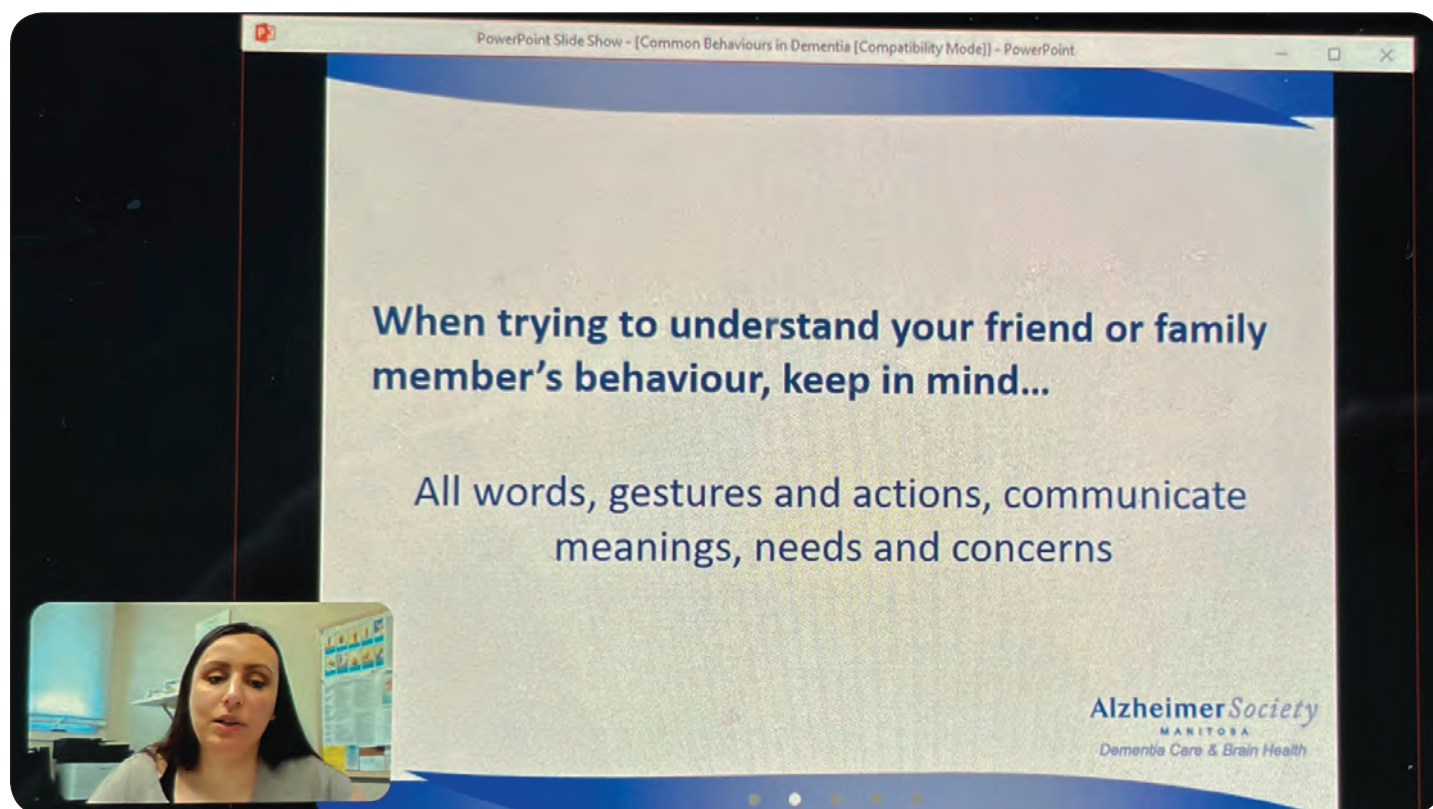 PowerPoint Slide Show - [Common Behaviours in Dementia [Compatibility Mode]] - PowerPoint
When trying to understand your friend or family
member's behaviour, keep in mind...
All words, gestures and actions, communicate
meanings, needs and concerns
AlzheimerSociety
MANITOBA
Dementia Care & Brain Health